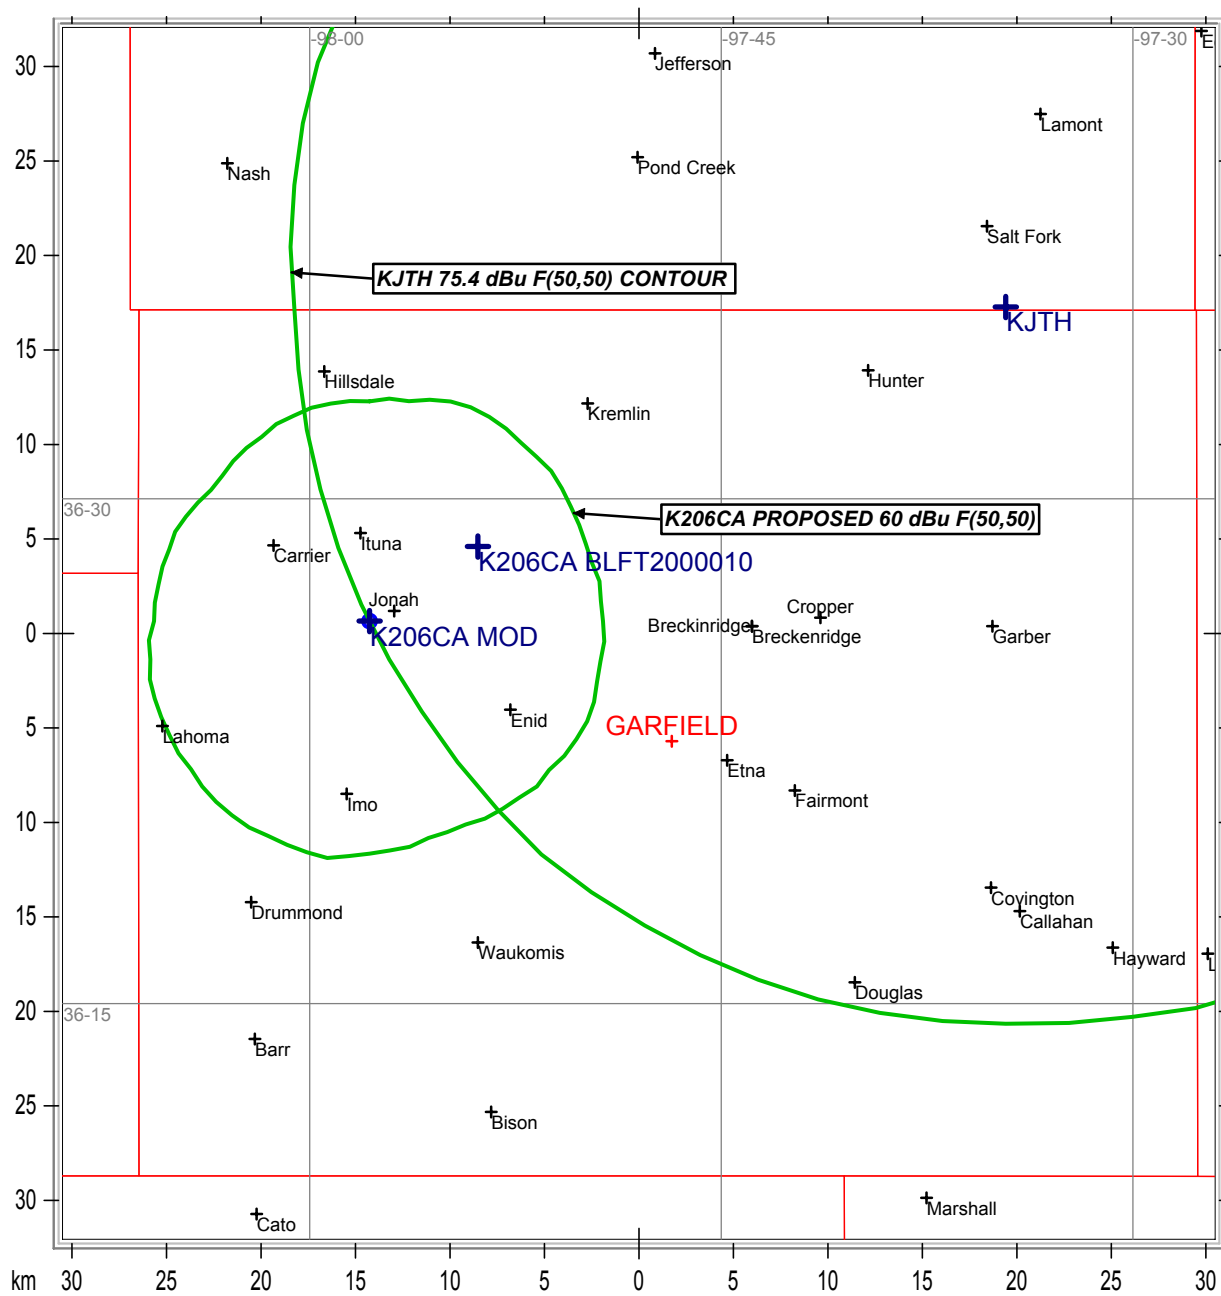 -98-00
-97-45
-97-30
E
30
Jefferson
Lamont
25
Nash
Pond Creek
Salt Fork
20
KJTH 75.4 dBu F(50,50) CONTOUR
KJTH
15
Hillsdale
Hunter
Kremlin
10
36-30
K206CA PROPOSED 60 dBu F(50,50)
5
Ituna
Carrier
K206CA BLFT2000010
Jonah
Cropper
0
K206CA MOD
Breckinridge
Breckenridge
Garber
Enid
GARFIELD
5
Lahoma
Etna
Imo
Fairmont
10
Covington
Drummond
Callahan
15
Waukomis
Hayward
L
Douglas
20
36-15
Barr
25
Bison
30
Marshall
Cato
km 30 25 20 15 10 5 0 5 10 15 20 25 30